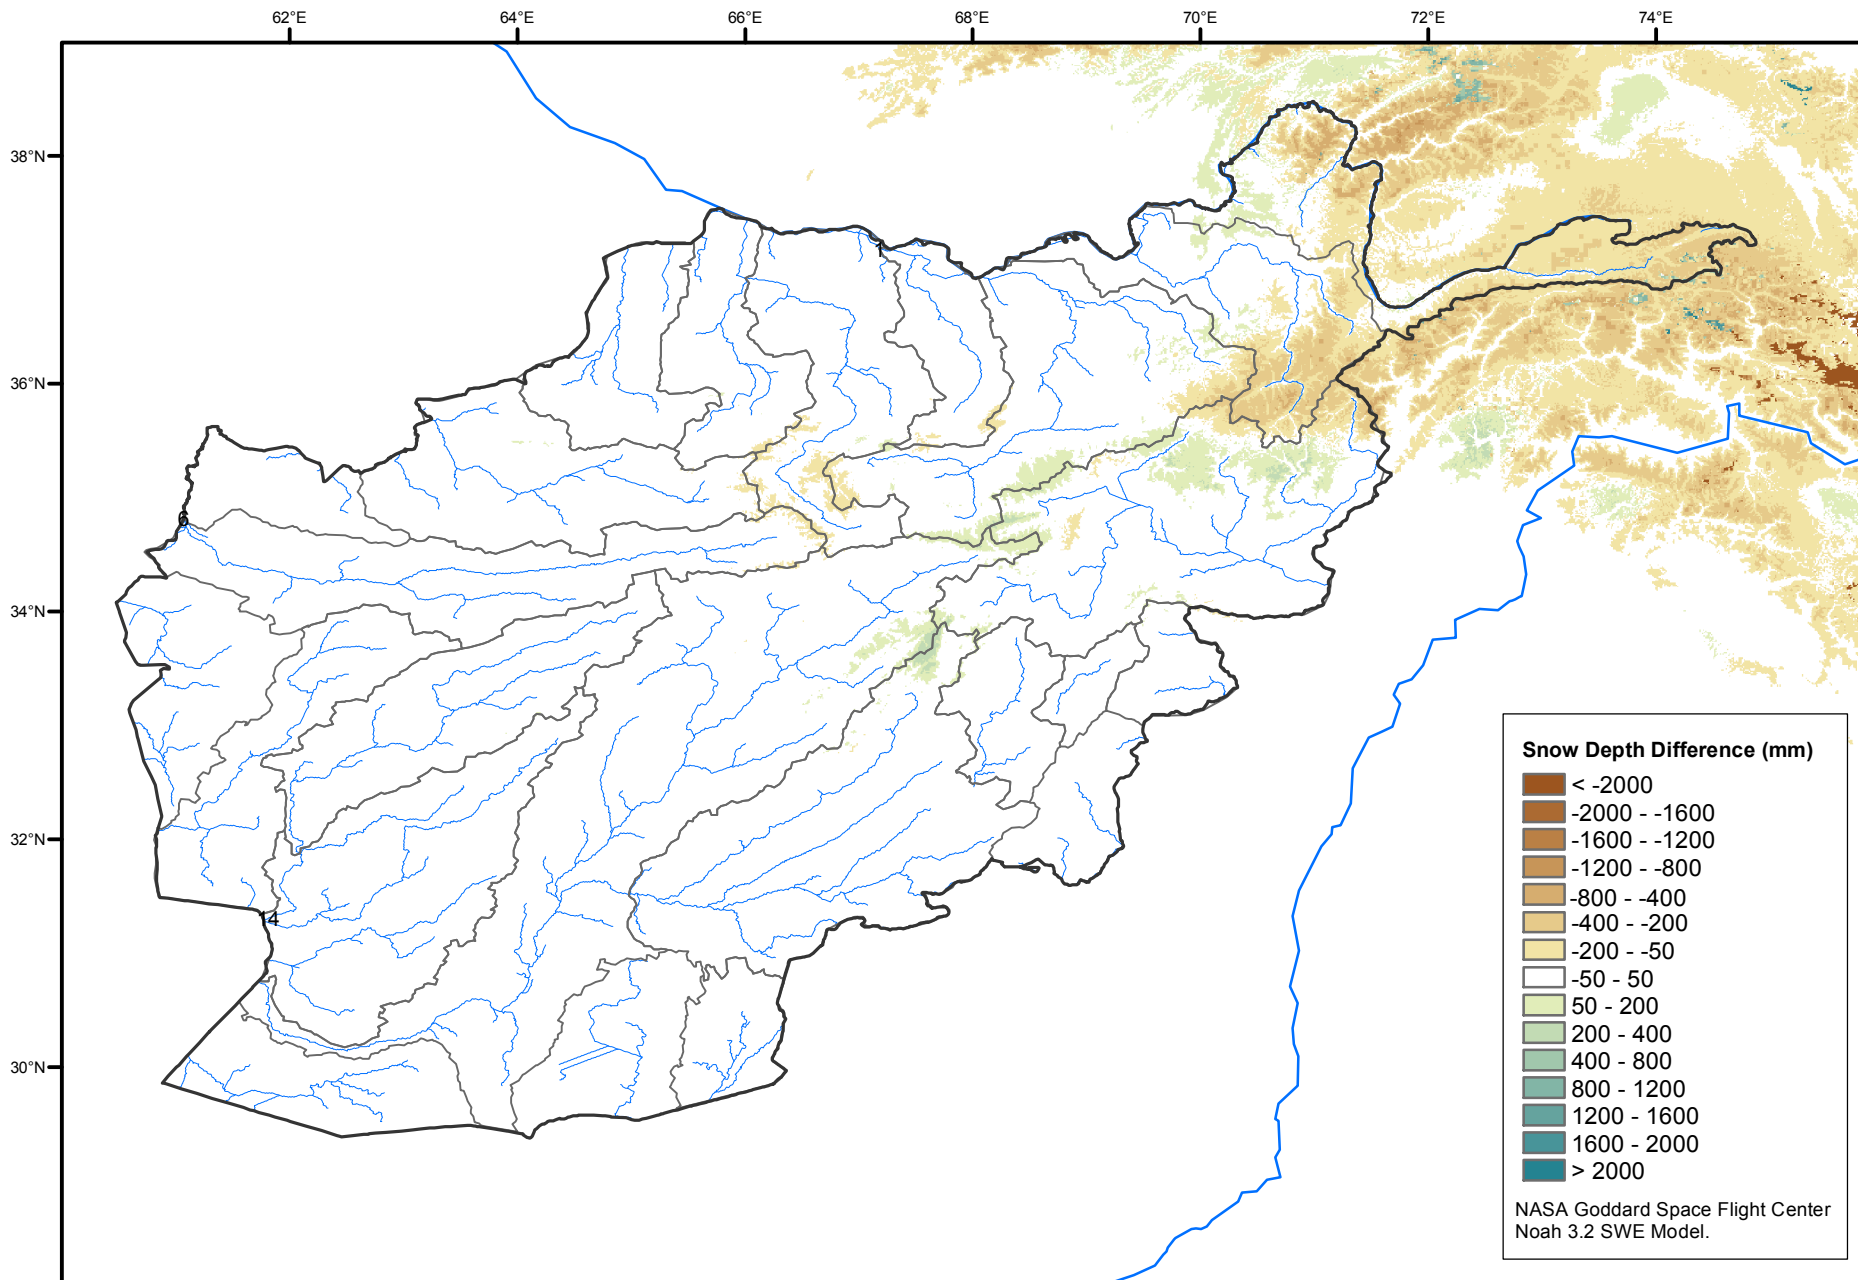 62°E
64°E
66°E
68°E
70°E
72°E
74°E
38°N
36°N
34°N
32°N
30°N
1
6
14
Snow Depth Difference (mm)
< -2000
-2000 - -1600
-1600 - -1200
-1200 - -800
-800 - -400
-400 - -200
-200 - -50
-50 - 50
50 - 200
200 - 400
400 - 800
800 - 1200
1200 - 1600
1600 - 2000
> 2000
NASA Goddard Space Flight Center
Noah 3.2 SWE Model.